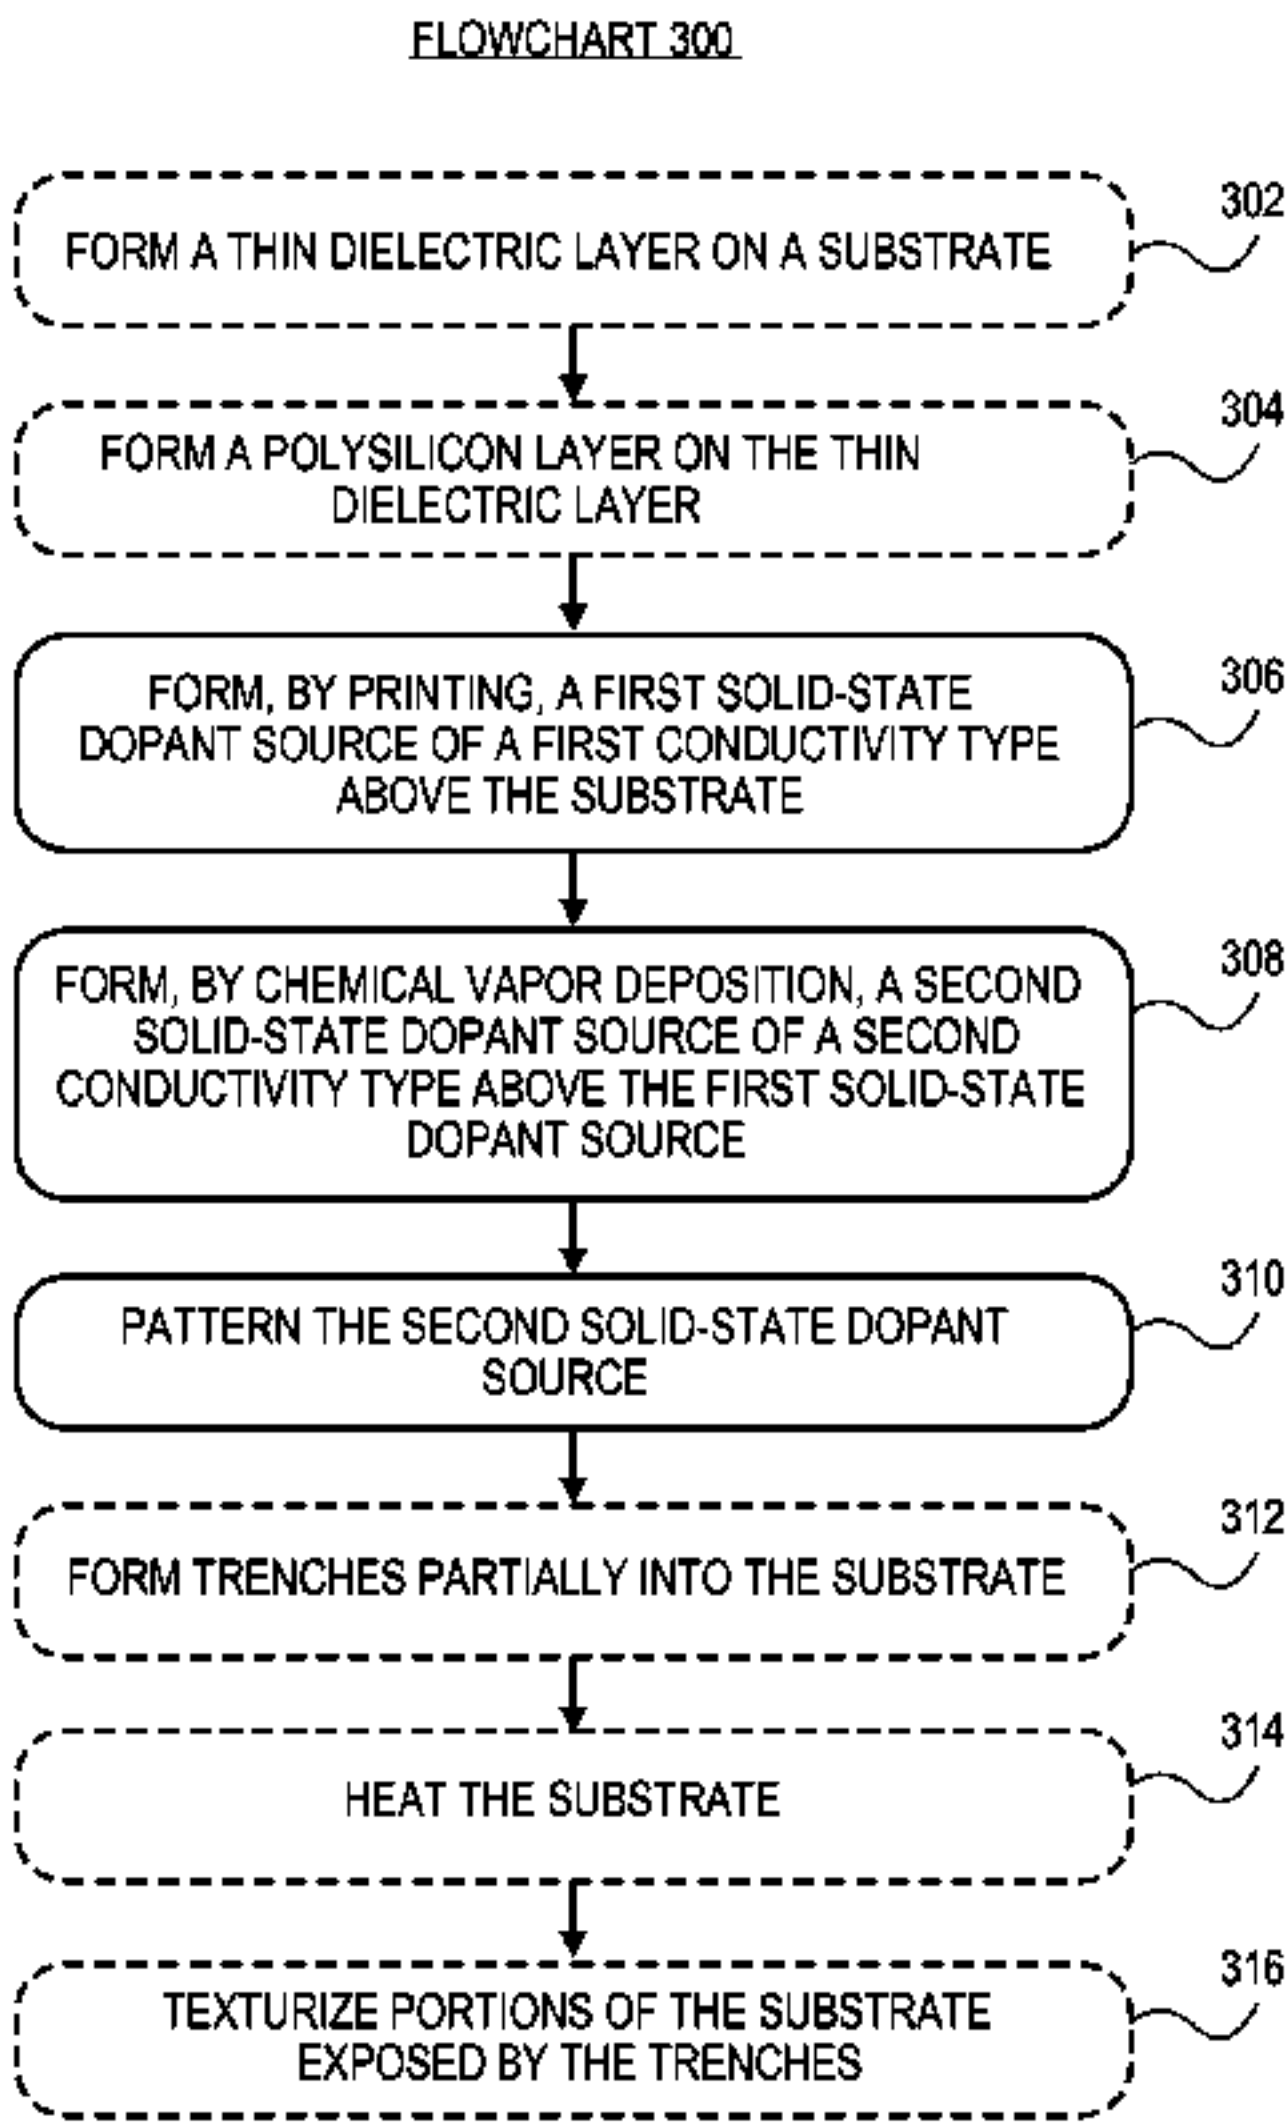 FLOWCHART 300
302
FORM A THIN DIELECTRIC LAYER ON A SUBSTRATE
304
FORM A POLYSILICON LAYER ON THE THIN
DIELECTRIC LAYER
306
FORM, BY PRINTING, A FIRST SOLID-STATE
DOPANT SOURCE OF A FIRST CONDUCTIVITY TYPE
ABOVE THE SUBSTRATE
308
FORM, BY CHEMICAL VAPOR DEPOSITION, A SECOND
SOLID-STATE DOPANT SOURCE OF A SECOND
CONDUCTIVITY TYPE ABOVE THE FIRST SOLID-STATE
DOPANT SOURCE
310
PATTERN THE SECOND SOLID-STATE DOPANT
SOURCE
312
FORM TRENCHES PARTIALLY INTO THE SUBSTRATE
314
HEAT THE SUBSTRATE
316
TEXTURIZE PORTIONS OF THE SUBSTRATE
EXPOSED BY THE TRENCHES